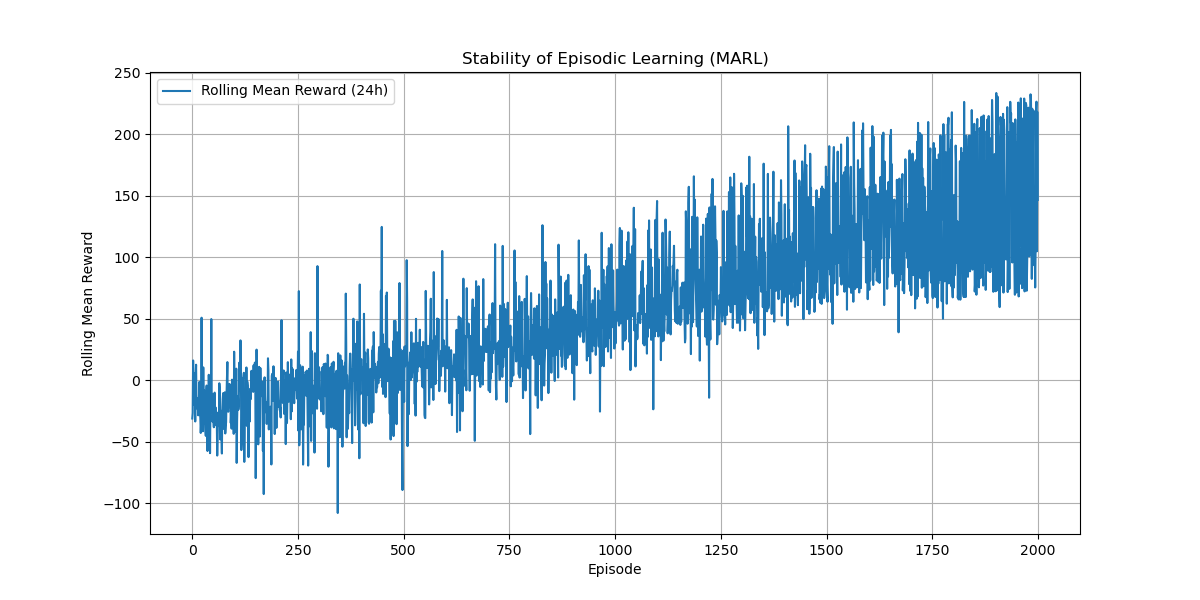 Stability of Episodic Learning (MARL)
Rolling Mean Reward (24h)
Rolling Mean Reward
250
200
150
100
50
0
−50
−100
0 250 500 750 1000 1250 1500 1750 2000
Episode